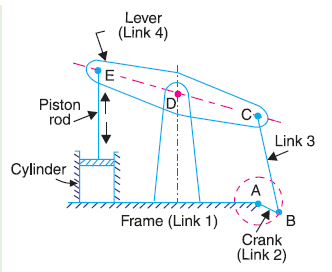 Lever
(Link 4)
E
D
Piston
rod
C
Link 3
Cylinder
A
Frame (Link 1)
B
Crank
(Link 2)